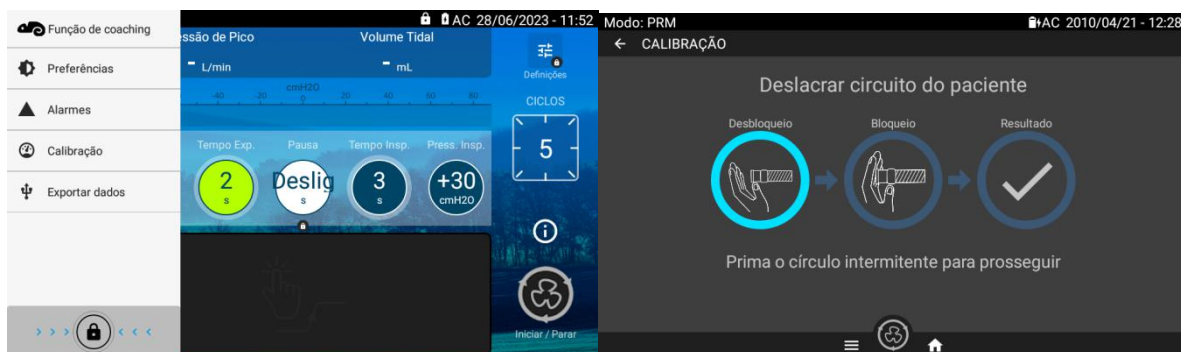 Função de coaching
Preferências
Alarmes
Calibração
Exportar dados
AC 28/06/2023 - 11:52
essão de Pico
Volume Tidal
- L/min
- mL
cmH2O
-40 -20 0 20 40 60 80
Tempo Exp.
Pausa
Tempo Insp.
Press. Insp.
2
s
Deslig
s
3
s
+30
cmH20
Definições
CICLOS
5
Iniciar / Parar
Modo: PRM
AC 2010/04/21 - 12:28
CALIBRAÇÃO
Deslacrar circuito do paciente
Desbloqueio
Bloqueio
Resultado
Prima o círculo intermitente para prosseguir